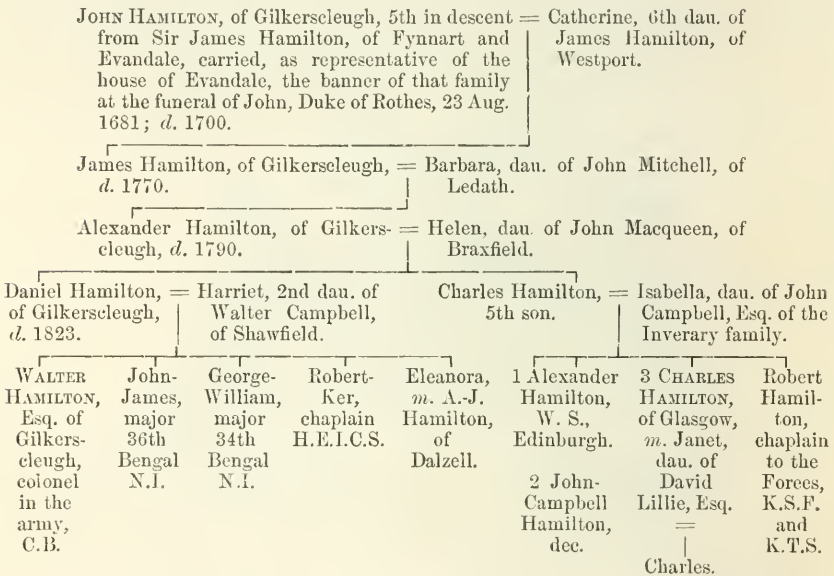 JOHN HAMILTON, of Gilkerscleugh, 5th in descent
from Sir James Hamilton, of Fynnart and
Evandale, carried, as representative of the
house of Evandale, the banner of that family
at the funeral of John, Duke of Rothes, 23 Aug.
1681; d. 1700.
= Catherine, 6th dau. of
James Hamilton, of
Westport.
James Hamilton, of Gilkerscleugh,
d. 1770.
= Barbara, dau. of John Mitchell, of
Ledath.
Alexander Hamilton, of Gilkers-
cleugh, d. 1790.
= Helen, dau. of John Macqueen, of
Braxfield.
Daniel Hamilton,
of Gilkerscleugh,
d. 1823.
= Harriet, 2nd dau. of
Walter Campbell,
of Shawfield.
Charles Hamilton,
5th son.
= Isabella, dau. of John
Campbell, Esq. of the
Inverary family.
WALTER
HAMILTON,
Esq. of
Gilkers-
cleugh,
colonel
in the
army,
C.B.
John-
James,
major
36th
Bengal
N.I.
George-
William,
major
34th
Bengal
N.I.
Robert-
Ker,
chaplain
H.E.I.C.S.
Eleanora,
m. A.-J.
Hamilton,
of
Dalzell.
1 Alexander
Hamilton,
W. S.,
Edinburgh.
2 John-
Campbell
Hamilton,
dec.
3 CHARLES
HAMILTON,
of Glasgow,
m. Janet,
dau. of
David
Lillie, Esq.
=
Charles.
Robert
Hamil-
ton,
chaplain
to the
Forces,
K.S.F.
and
K.T.S.